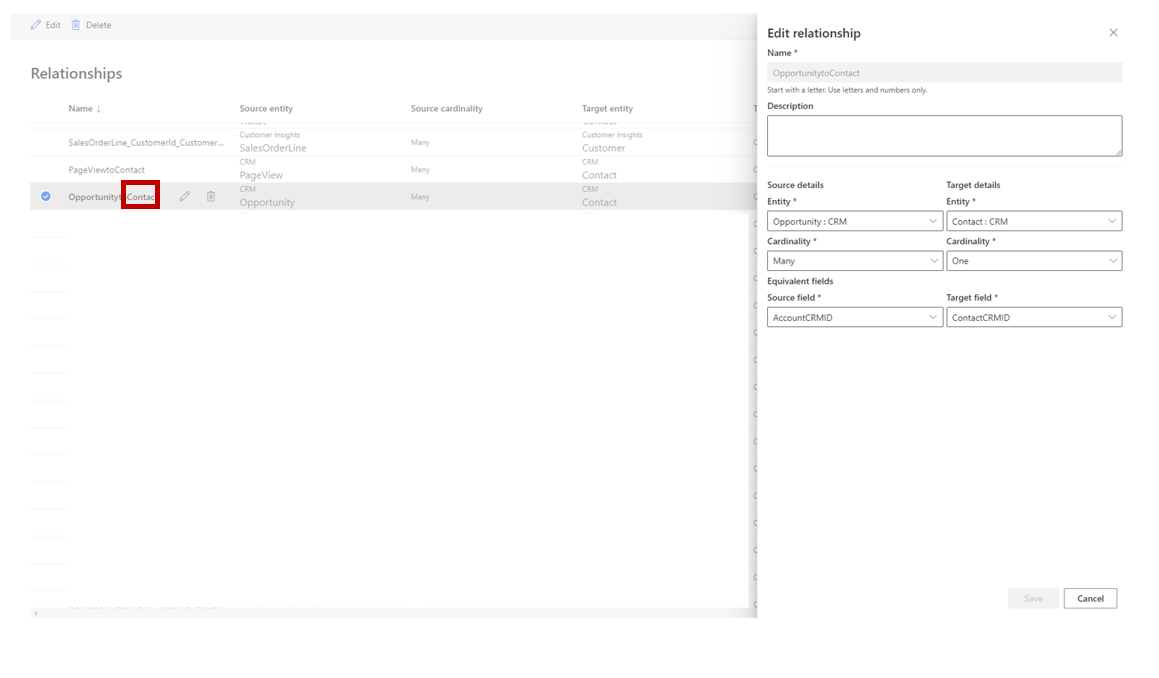 Edit Delete
Relationships
Name ↓ Source entity Source cardinality Target entity
Customer Insights Customer Insights
SalesOrderLine_CustomerId_Customer... SalesOrderLine Many Customer
CRM CRM
PageViewtoContact PageView Many Contact
CRM CRM
Contact Opportunity Many Contact
Edit relationship
Name *
OpportunitytoContact
Start with a letter. Use letters and numbers only.
Description
Source details Target details
Entity * Entity *
Opportunity : CRM Contact : CRM
Cardinality * Cardinality *
Many One
Equivalent fields
Source field * Target field *
AccountCRMID ContactCRMID
Save Cancel